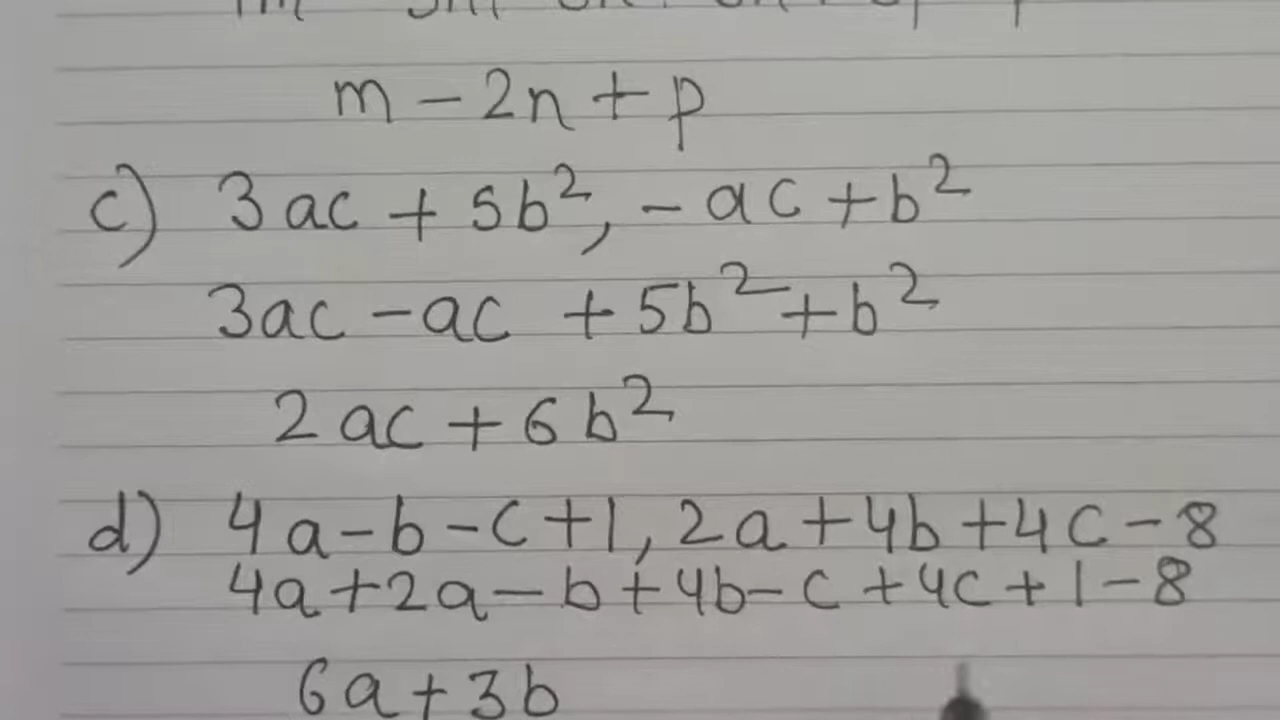 m - 2n + p
c) 3ac + 5b², - ac + b²
3ac - ac + 5b² + b²
2ac + 6b²
d) 4a - b - c + 1, 2a + 4b + 4c - 8
4a + 2a - b + 4b - c + 4c + 1 - 8
6a + 3b